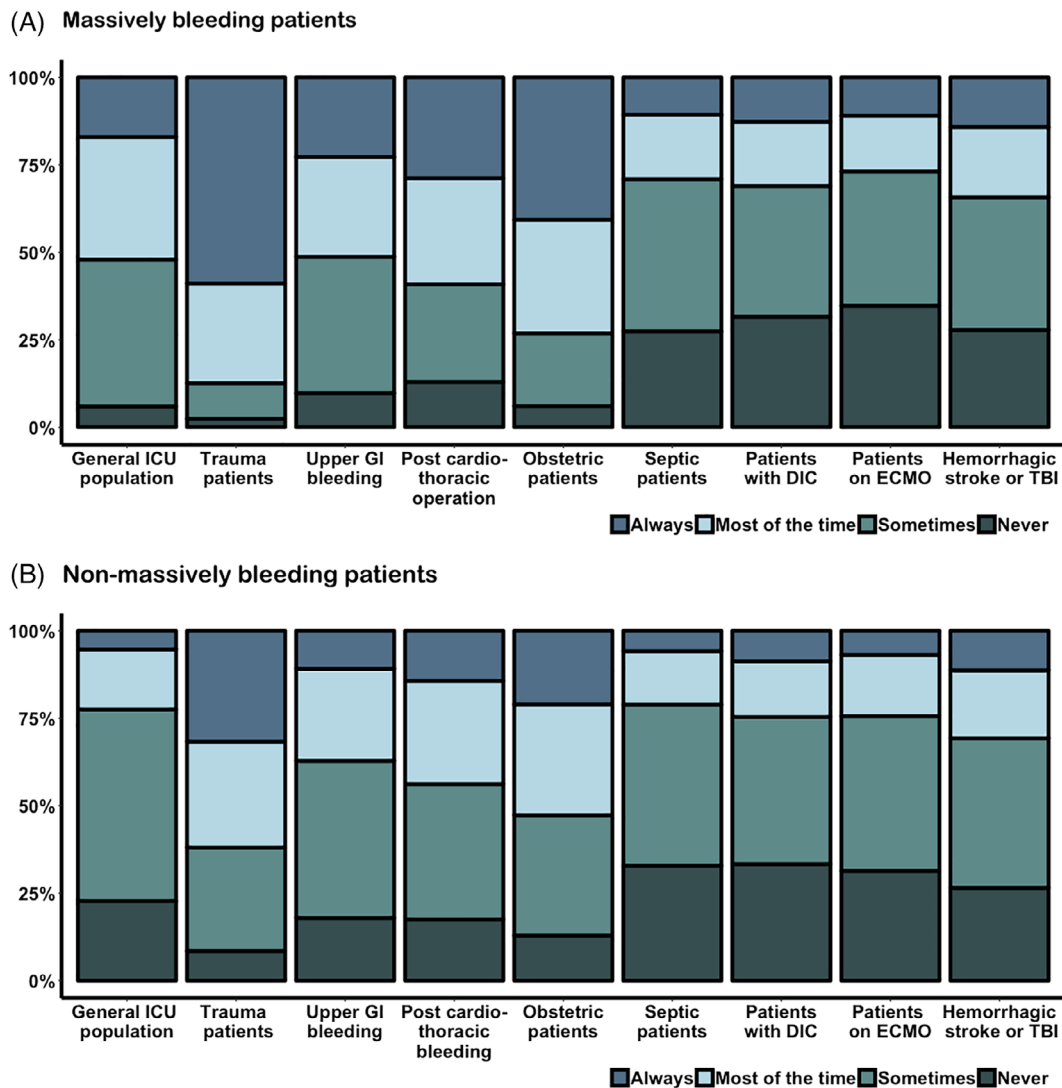 (A) Massively bleeding patients
100%
75%
50%
25%
0%
General ICU population
Trauma patients
Upper GI bleeding
Post cardio-thoracic operation
Obstetric patients
Septic patients
Patients with DIC
Patients on ECMO
Hemorrhagic stroke or TBI
Always Most of the time Sometimes Never
(B) Non-massively bleeding patients
100%
75%
50%
25%
0%
General ICU population
Trauma patients
Upper GI bleeding
Post cardio-thoracic bleeding
Obstetric patients
Septic patients
Patients with DIC
Patients on ECMO
Hemorrhagic stroke or TBI
Always Most of the time Sometimes Never